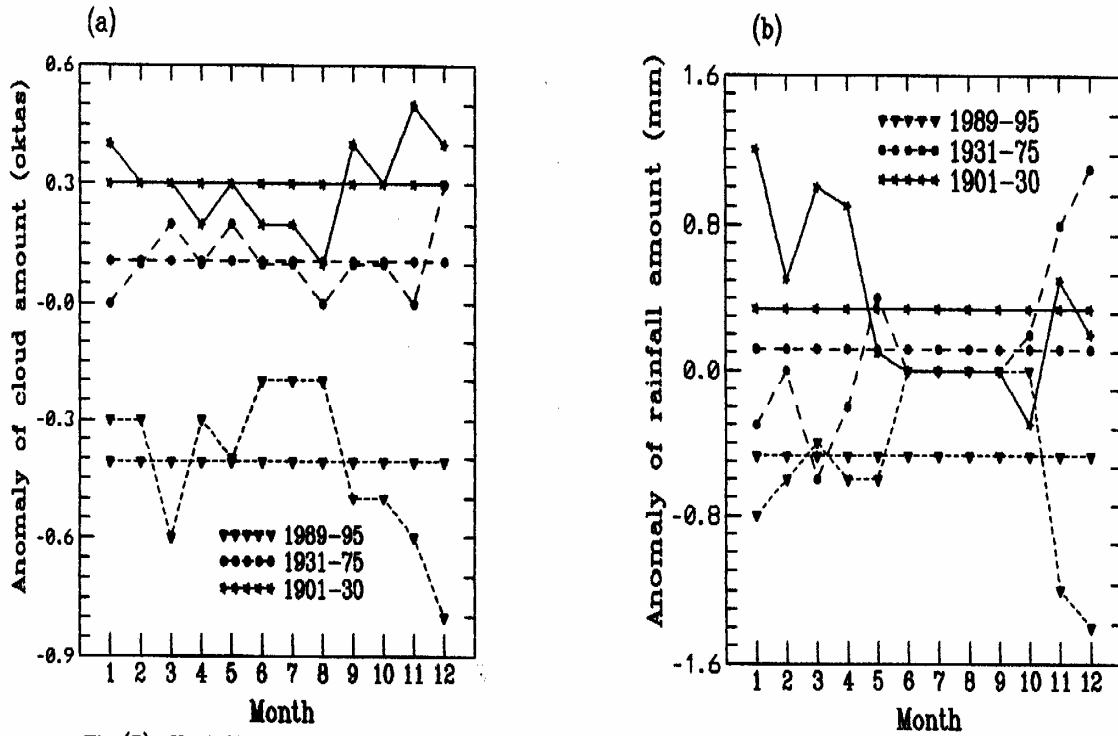 (a)
Anomaly of cloud amount (oktas)
0.6
0.3
-0.0
-0.3
-0.6
-0.9
1989-95
1931-75
1901-30
1 2 3 4 5 6 7 8 9 10 11 12
Month
(b)
Anomaly of rainfall amount (mm)
1.6
0.8
0.0
-0.8
-1.6
1989-95
1931-75
1901-30
1 2 3 4 5 6 7 8 9 10 11 12
Month